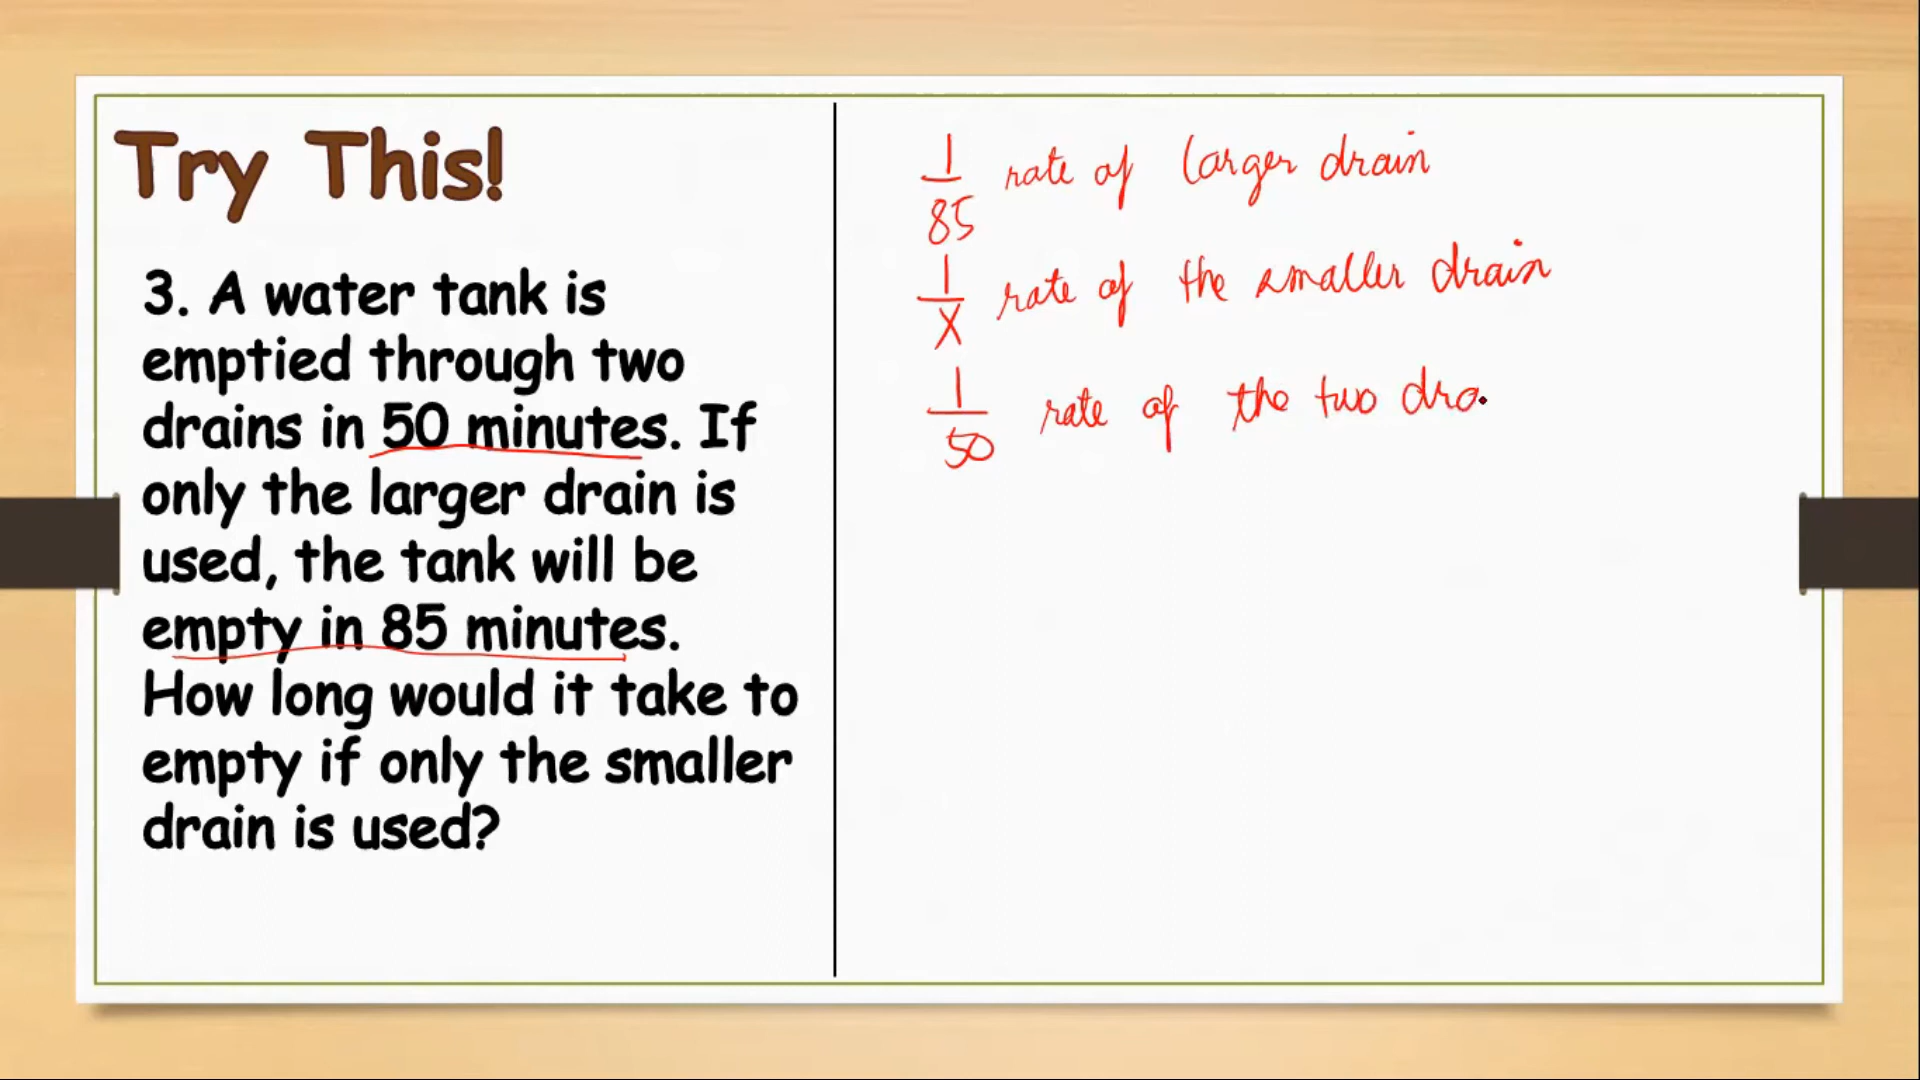 Try This!
3. A water tank is
emptied through two
drains in 50 minutes. If
only the larger drain is
used, the tank will be
empty in 85 minutes.
How long would it take to
empty if only the smaller
drain is used?
1/85 rate of larger drain
1/x rate of the smaller drain
1/50 rate of the two dra